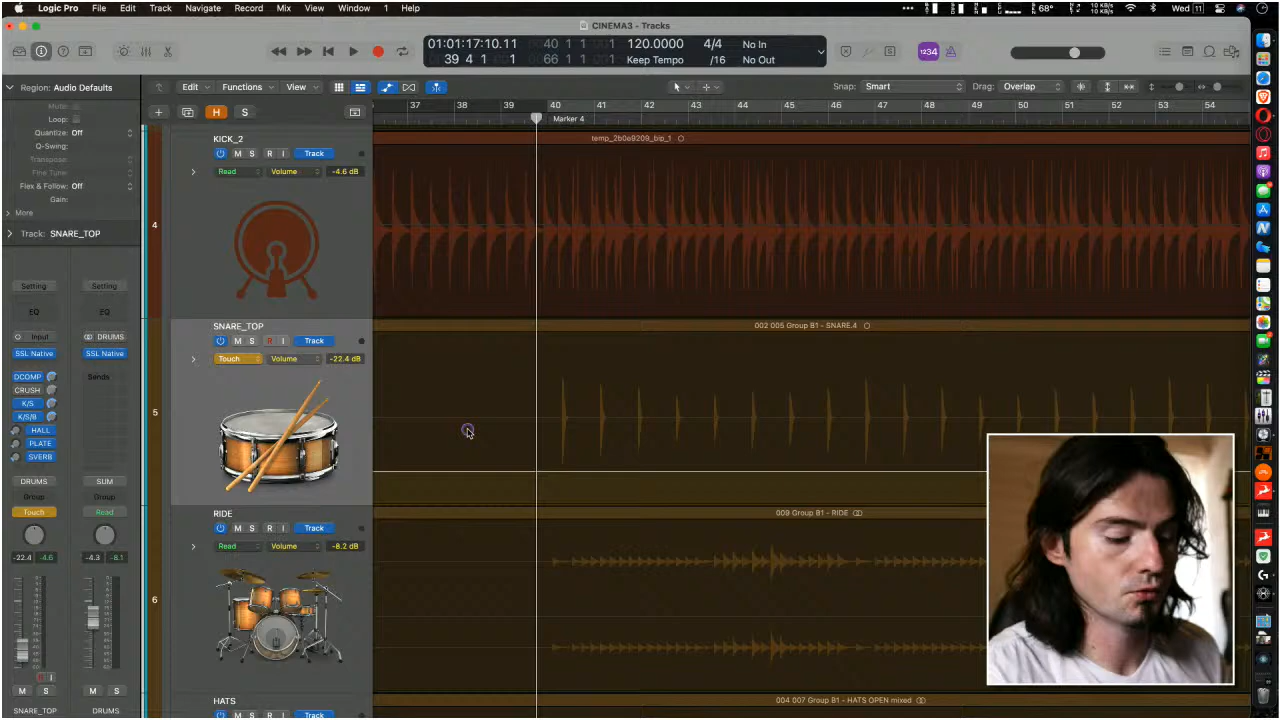 Logic Pro File Edit Track Navigate Record Mix View Window 1 Help
68° 10 KB/s 10 KB/s Wed 11
CINEMA3 - Tracks
01:01:17:10.11 40 1 1 1 120.0000 4/4 No In
39 4 1 1 66 1 1 1 Keep Tempo /16 No Out
1234
Region: Audio Defaults
Edit Functions View Snap: Smart Drag: Overlap
Mute:
Loop:
Quantize: Off
Q-Swing:
Transpose:
Fine Tune:
Flex & Follow: Off
Gain:
More
Track: SNARE_TOP
H S
37 38 39 40 41 42 43 44 45 46 47 48 49 50 51 52 53 54
Marker 4
KICK_2
M S R I Track
Read Volume -4.6 dB
temp_2b0e9209_bip_1
4
SNARE_TOP
M S R I Track
Touch Volume -22.4 dB
002 005 Group B1 - SNARE.4
5
RIDE
M S R I Track
Read Volume -8.2 dB
009 Group B1 - RIDE
6
HATS
M S R I Track
004 007 Group B1 - HATS OPEN mixed
Setting Setting
EQ EQ
Input DRUMS
SSL Native SSL Native
DCOMP Sends
CRUSH
K/S
K/S/B
HALL
PLATE
SVERB
DRUMS SUM
Group Group
Touch Read
-22.4 -4.6 -4.3 -8.1
R I
M S M S
SNARE_TOP DRUMS